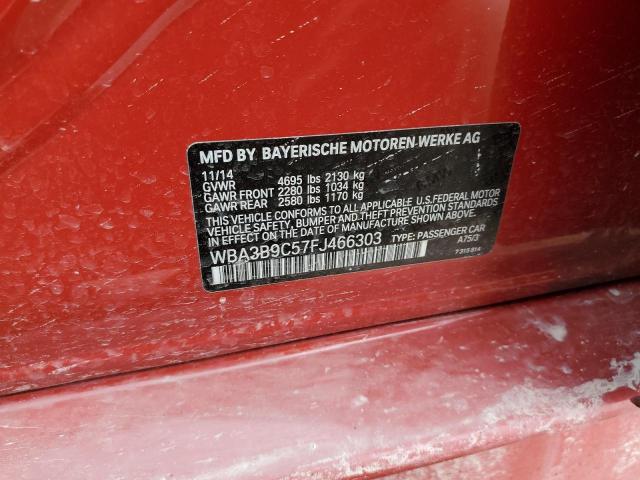 MFD BY BAYERISCHE MOTOREN WERKE AG
11/14
GVWR 4695 lbs 2130 kg
GAWR FRONT 2280 lbs 1034 kg
GAWR REAR 2580 lbs 1170 kg
THIS VEHICLE CONFORMS TO ALL APPLICABLE U.S. FEDERAL MOTOR
VEHICLE SAFETY, BUMPER, AND THEFT PREVENTION STANDARDS IN
EFFECT ON THE DATE OF MANUFACTURE SHOWN ABOVE.
WBA3B9C57FJ466303 TYPE: PASSENGER CAR
A75/3